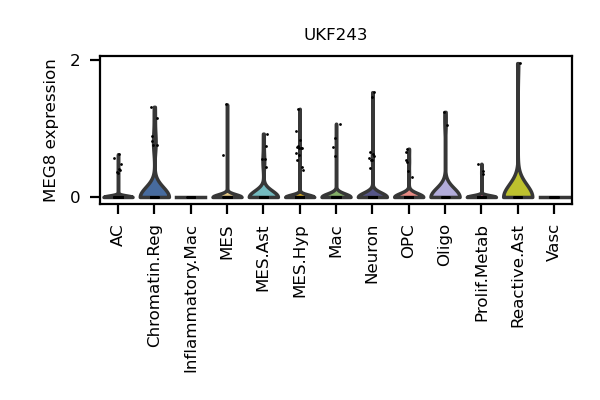 UKF243
MEG8 expression
2
0
AC
Chromatin.Reg
Inflammatory.Mac
MES
MES.Ast
MES.Hyp
Mac
Neuron
OPC
Oligo
Prolif.Metab
Reactive.Ast
Vasc